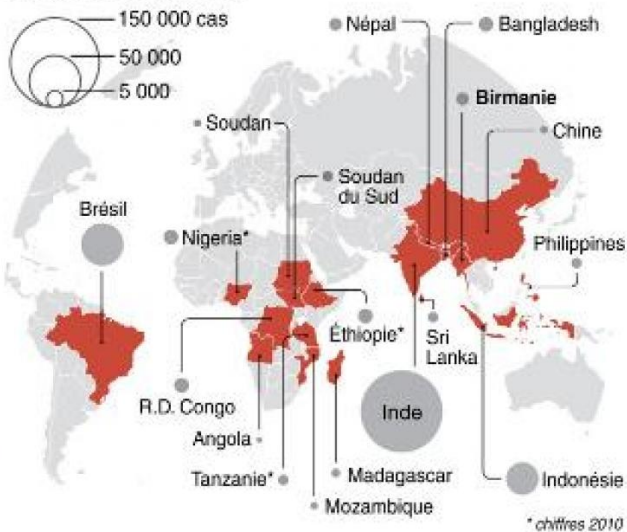 150 000 cas
50 000
5 000
Népal
Bangladesh
Birmanie
Chine
Soudan
Soudan
du Sud
Brésil
Nigeria*
Philippines
Éthiopie*
Sri
Lanka
R.D. Congo
Inde
Angola
Tanzanie*
Madagascar
Indonésie
Mozambique
* chiffres 2010